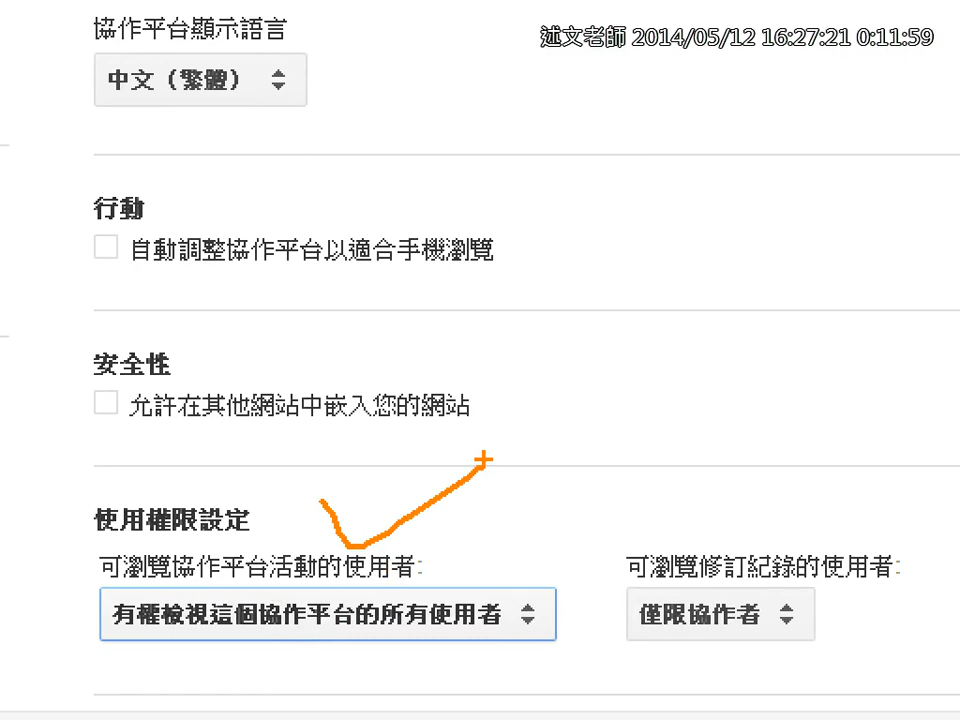 協作平台顯示語言
述文老師 2014/05/12 16:27:21 0:11:59
中文（繁體）
行動
自動調整協作平台以適合手機瀏覽
安全性
允許在其他網站中嵌入您的網站
使用權限設定
可瀏覽協作平台活動的使用者:
可瀏覽修訂紀錄的使用者:
有權檢視這個協作平台的所有使用者
僅限協作者